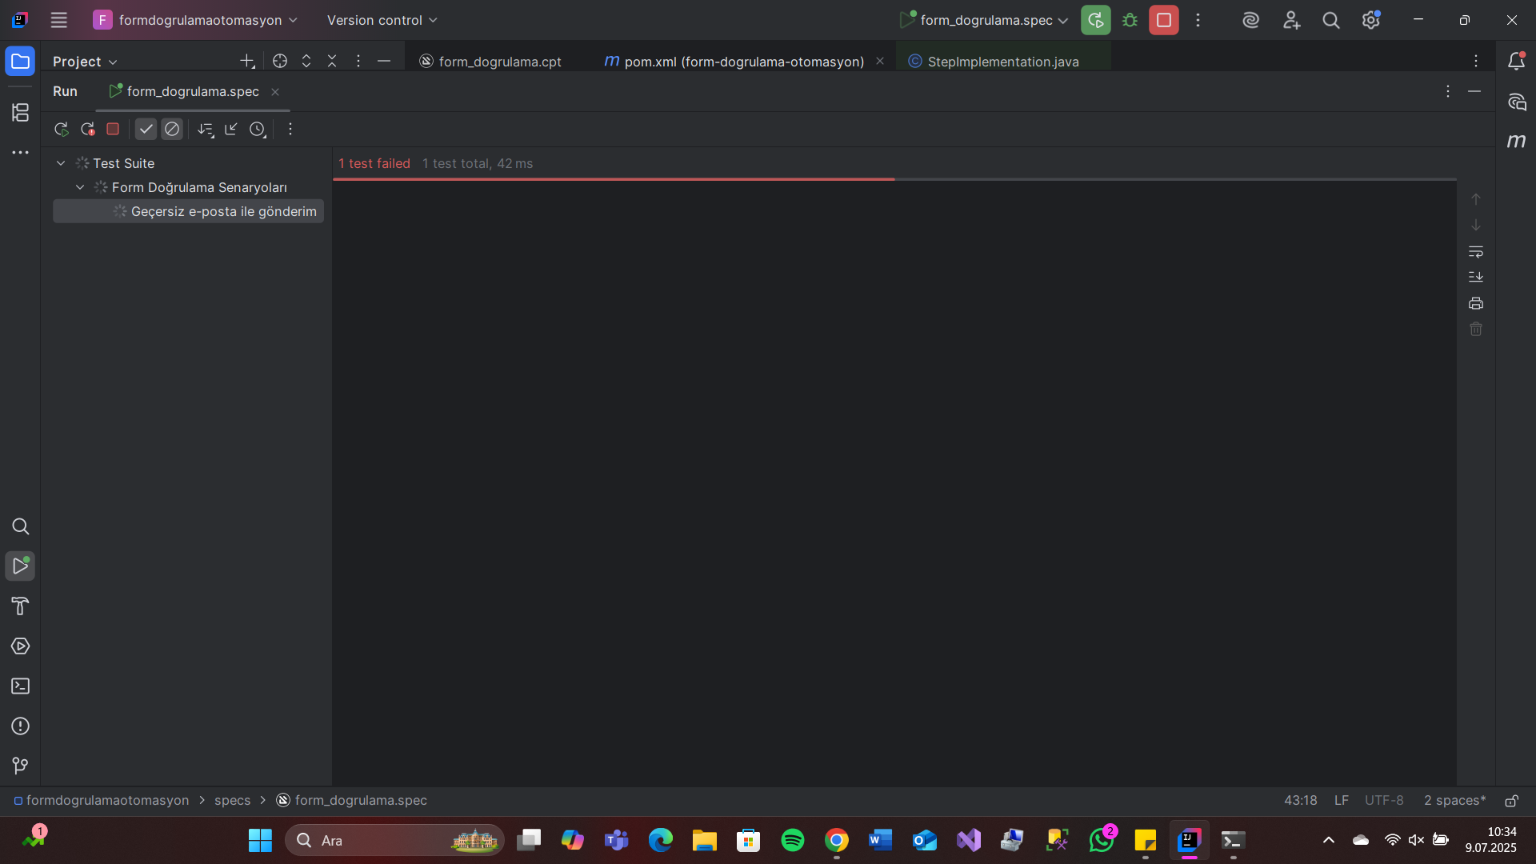 F formdogrulamaotomasyon Version control form_dogrulama.spec
Project form_dogrulama.cpt m pom.xml (form-dogrulama-otomasyon) C StepImplementation.java
Run form_dogrulama.spec
Test Suite 1 test failed 1 test total, 42 ms
Form Doğrulama Senaryoları
Geçersiz e-posta ile gönderim
m
formdogrulamaotomasyon > specs > form_dogrulama.spec 43:18 LF UTF-8 2 spaces*
1 Ara 2 10:34
9.07.2025